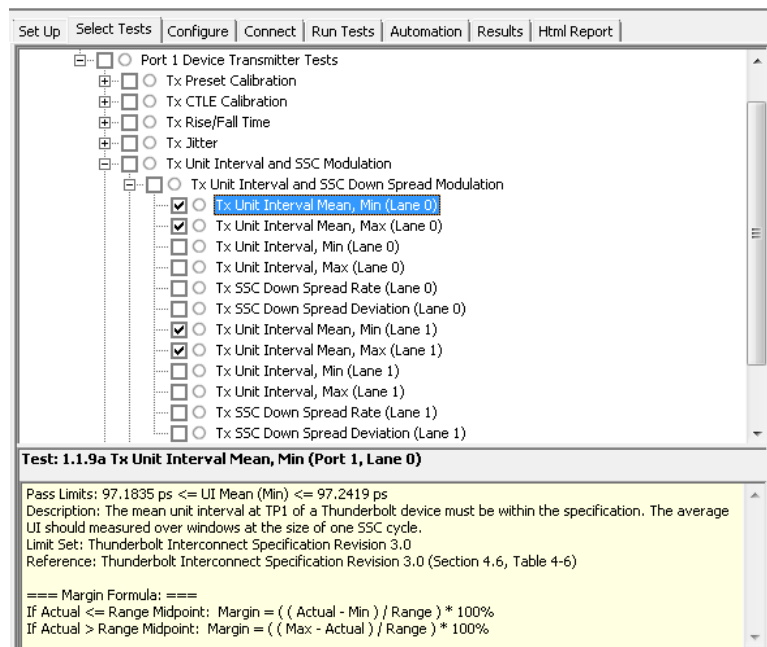 Set Up Select Tests Configure Connect Run Tests Automation Results Html Report
Port 1 Device Transmitter Tests
Tx Preset Calibration
Tx CTLE Calibration
Tx Rise/Fall Time
Tx Jitter
Tx Unit Interval and SSC Modulation
Tx Unit Interval and SSC Down Spread Modulation
Tx Unit Interval Mean, Min (Lane 0)
Tx Unit Interval Mean, Max (Lane 0)
Tx Unit Interval, Min (Lane 0)
Tx Unit Interval, Max (Lane 0)
Tx SSC Down Spread Rate (Lane 0)
Tx SSC Down Spread Deviation (Lane 0)
Tx Unit Interval Mean, Min (Lane 1)
Tx Unit Interval Mean, Max (Lane 1)
Tx Unit Interval, Min (Lane 1)
Tx Unit Interval, Max (Lane 1)
Tx SSC Down Spread Rate (Lane 1)
Tx SSC Down Spread Deviation (Lane 1)
Test: 1.1.9a Tx Unit Interval Mean, Min (Port 1, Lane 0)
Pass Limits: 97.1835 ps <= UI Mean (Min) <= 97.2419 ps
Description: The mean unit interval at TP1 of a Thunderbolt device must be within the specification. The average
UI should measured over windows at the size of one SSC cycle.
Limit Set: Thunderbolt Interconnect Specification Revision 3.0
Reference: Thunderbolt Interconnect Specification Revision 3.0 (Section 4.6, Table 4-6)
=== Margin Formula: ===
If Actual <= Range Midpoint: Margin = ( ( Actual - Min ) / Range ) * 100%
If Actual > Range Midpoint: Margin = ( ( Max - Actual ) / Range ) * 100%